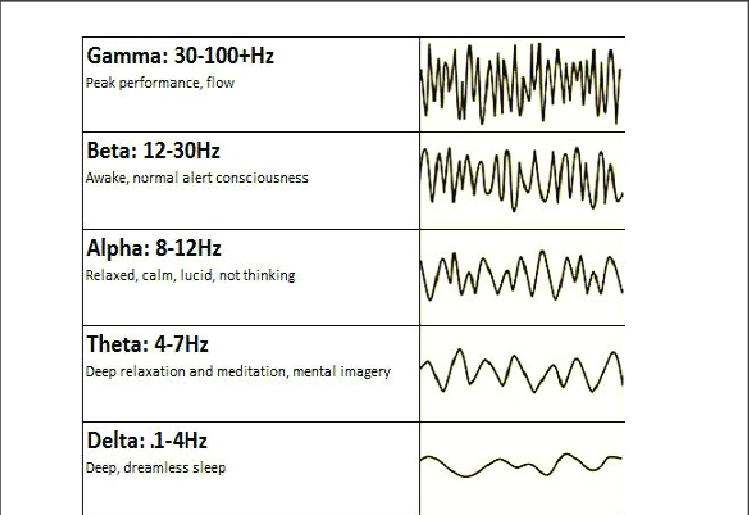 Gamma: 30-100+Hz
Peak performance, flow
Beta: 12-30Hz
Awake, normal alert consciousness
Alpha: 8-12Hz
Relaxed, calm, lucid, not thinking
Theta: 4-7Hz
Deep relaxation and meditation, mental imagery
Delta: .1-4Hz
Deep, dreamless sleep